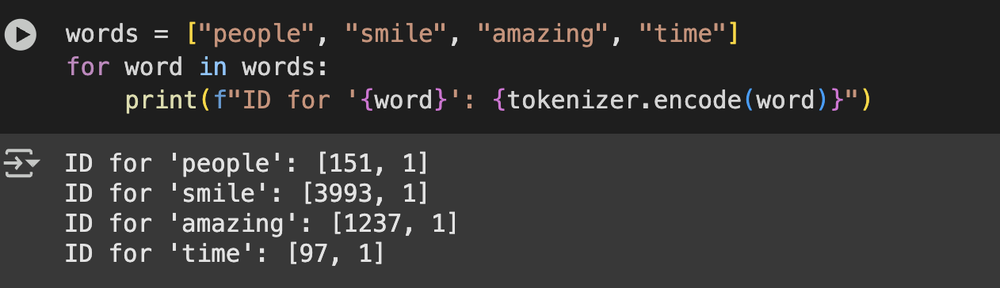 words = ["people", "smile", "amazing", "time"]
for word in words:
    print(f"ID for '{word}': {tokenizer.encode(word)}")
ID for 'people': [151, 1]
ID for 'smile': [3993, 1]
ID for 'amazing': [1237, 1]
ID for 'time': [97, 1]